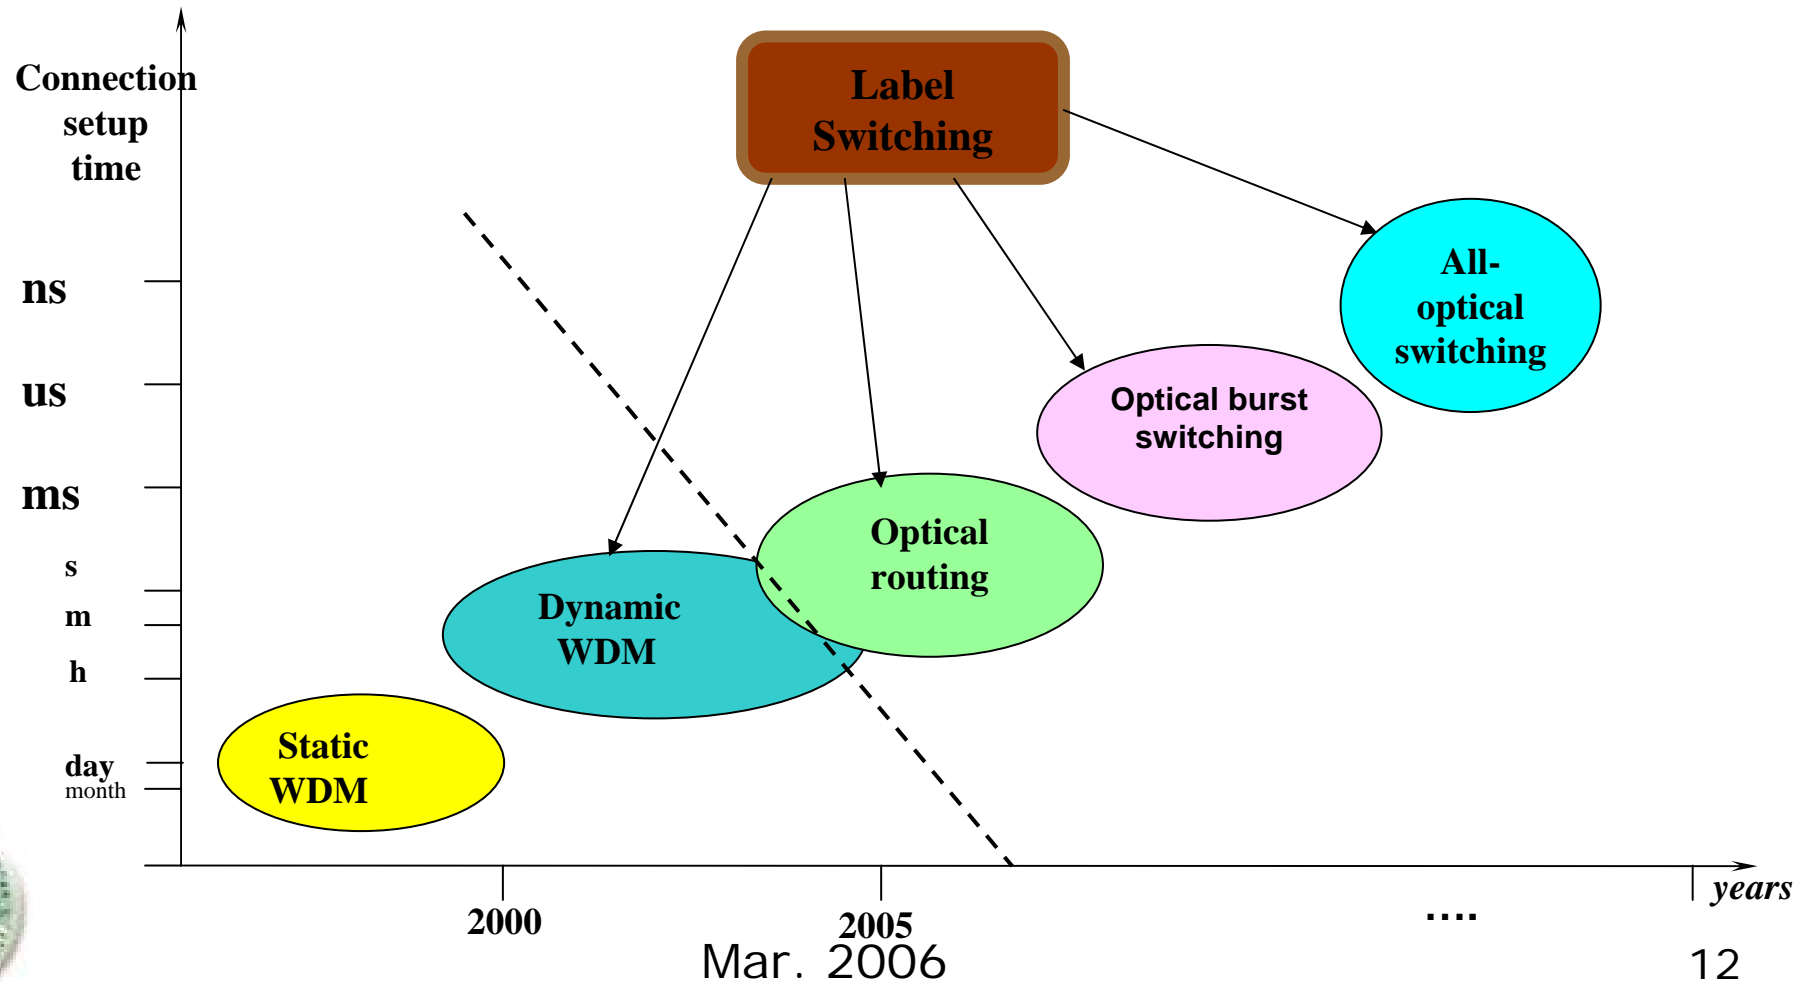 Connection
setup
time
Label
Switching
All-
optical
switching
ns
us
ms
s
m
h
day
month
Optical burst
switching
Optical
routing
Dynamic
WDM
Static
WDM
years
2000
2005
....
Mar. 2006
12